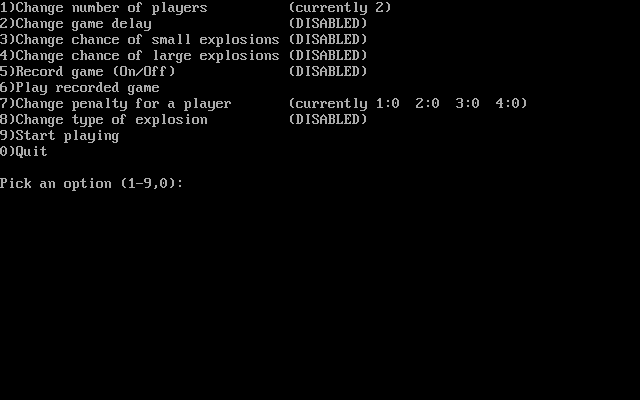 1)Change number of players (currently 2)
2)Change game delay (DISABLED)
3)Change chance of small explosions (DISABLED)
4)Change chance of large explosions (DISABLED)
5)Record game (On/Off) (DISABLED)
6)Play recorded game
7)Change penalty for a player (currently 1:0 2:0 3:0 4:0)
8)Change type of explosion (DISABLED)
9)Start playing
0)Quit
Pick an option (1-9,0):